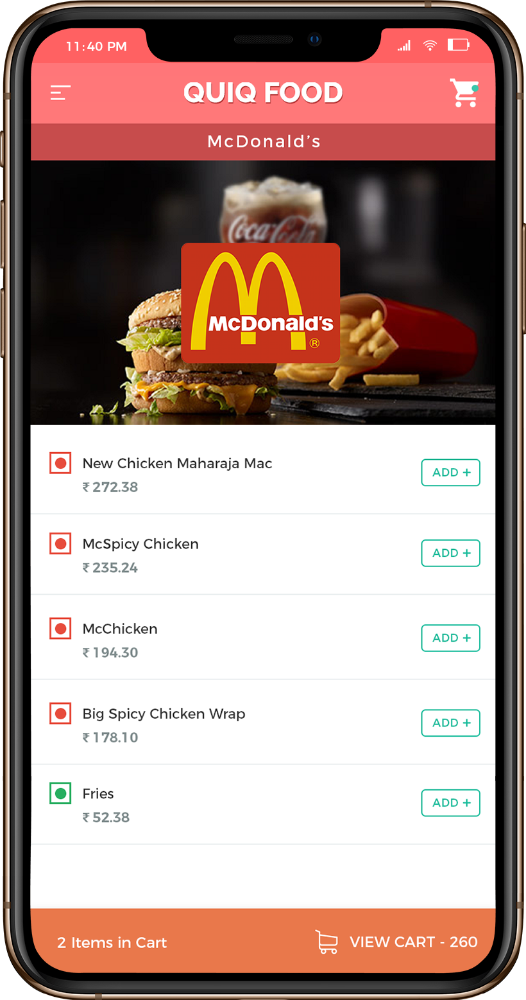 11:40 PM
QUIQ FOOD
McDonald’s
Coca-Cola
McDonald's
®
New Chicken Maharaja Mac
₹ 272.38
ADD +
McSpicy Chicken
₹ 235.24
ADD +
McChicken
₹ 194.30
ADD +
Big Spicy Chicken Wrap
₹ 178.10
ADD +
Fries
₹ 52.38
ADD +
2 Items in Cart
VIEW CART - 260